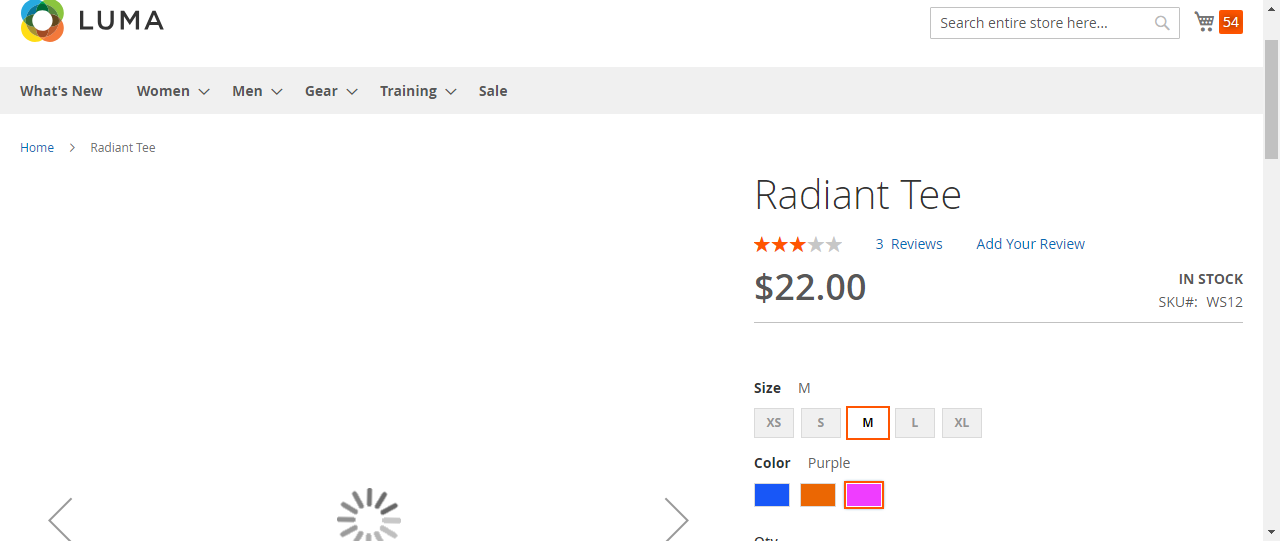 LUMA
Search entire store here...
54
What's New Women Men Gear Training Sale
Home Radiant Tee
Radiant Tee
3 Reviews Add Your Review
$22.00
IN STOCK
SKU#: WS12
Size M
XS S M L XL
Color Purple
Qty